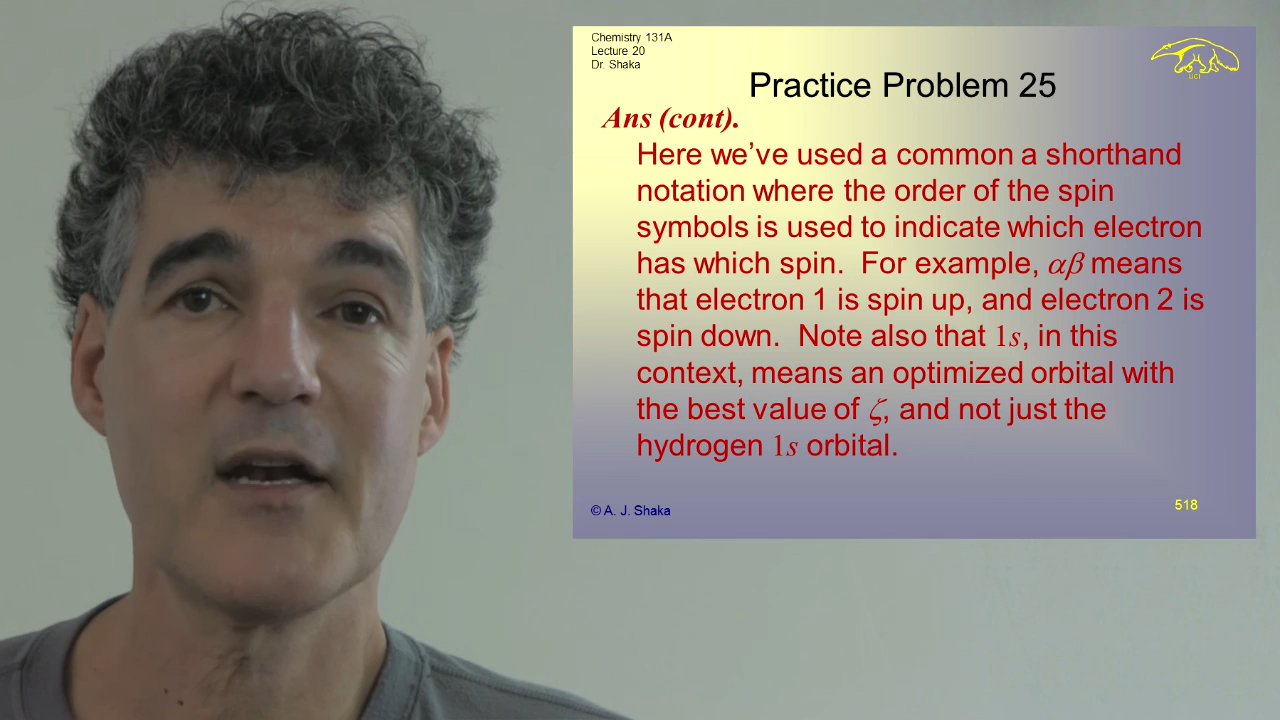 Chemistry 131A
Lecture 20
Dr. Shaka
UCI
Practice Problem 25
Ans (cont).
Here we’ve used a common a shorthand
notation where the order of the spin
symbols is used to indicate which electron
has which spin.  For example, αβ means
that electron 1 is spin up, and electron 2 is
spin down.  Note also that 1s, in this
context, means an optimized orbital with
the best value of ζ, and not just the
hydrogen 1s orbital.
© A. J. Shaka
518